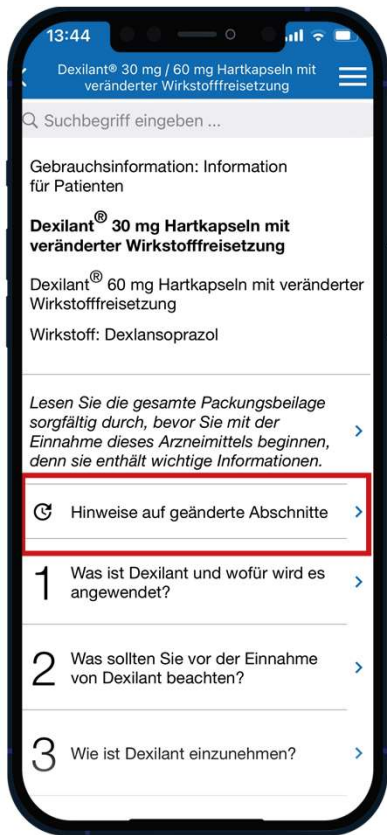 13:44
Dexilant® 30 mg / 60 mg Hartkapseln mit
veränderter Wirkstofffreisetzung
Suchbegriff eingeben ...
Gebrauchsinformation: Information
für Patienten
Dexilant® 30 mg Hartkapseln mit
veränderter Wirkstofffreisetzung
Dexilant® 60 mg Hartkapseln mit veränderter
Wirkstofffreisetzung
Wirkstoff: Dexlansoprazol
Lesen Sie die gesamte Packungsbeilage
sorgfältig durch, bevor Sie mit der
Einnahme dieses Arzneimittels beginnen,
denn sie enthält wichtige Informationen.
Hinweise auf geänderte Abschnitte
1 Was ist Dexilant und wofür wird es
angewendet?
2 Was sollten Sie vor der Einnahme
von Dexilant beachten?
3 Wie ist Dexilant einzunehmen?